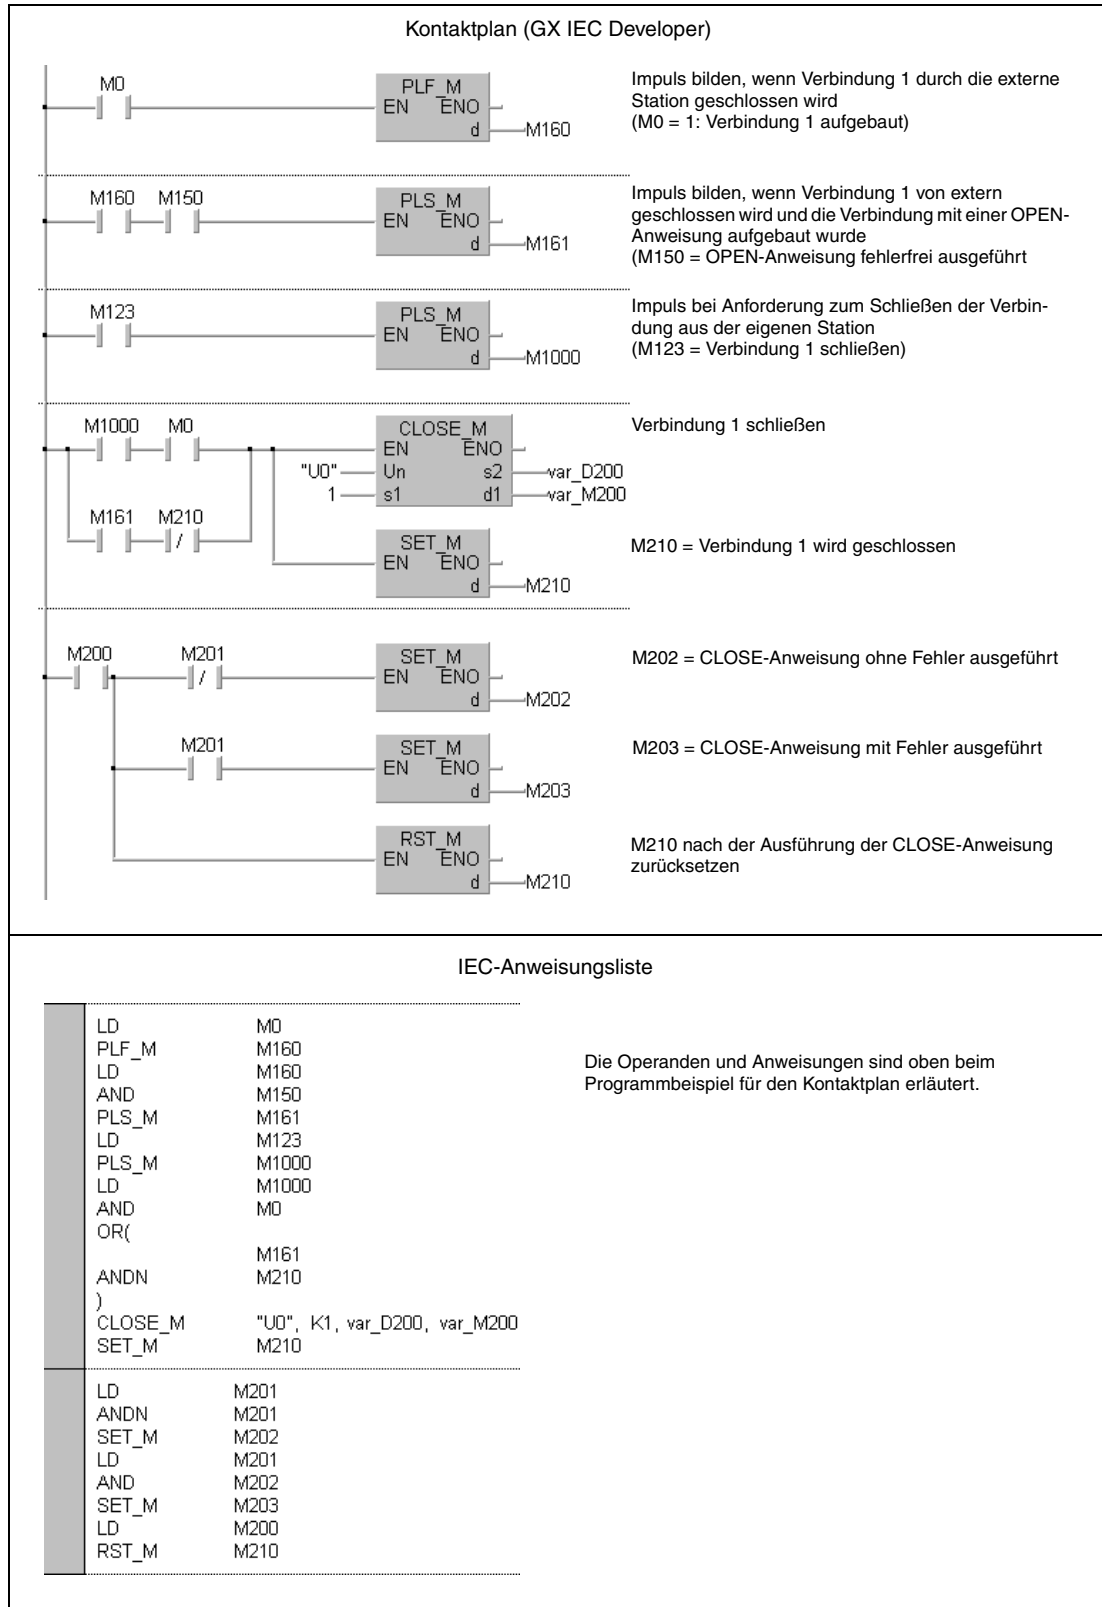 Kontaktplan (GX IEC Developer)
M0
PLF_M
EN ENO
d
M160
Impuls bilden, wenn Verbindung 1 durch die externe
Station geschlossen wird
(M0 = 1: Verbindung 1 aufgebaut)
M160 M150
PLS_M
EN ENO
d
M161
Impuls bilden, wenn Verbindung 1 von extern
geschlossen wird und die Verbindung mit einer OPEN-
Anweisung aufgebaut wurde
(M150 = OPEN-Anweisung fehlerfrei ausgeführt
M123
PLS_M
EN ENO
d
M1000
Impuls bei Anforderung zum Schließen der Verbin-
dung aus der eigenen Station
(M123 = Verbindung 1 schließen)
M1000 M0
CLOSE_M
EN ENO
"U0" Un s2 var_D200
1 s1 d1 var_M200
Verbindung 1 schließen
M161 M210
SET_M
EN ENO
d
M210
M210 = Verbindung 1 wird geschlossen
M200 M201
SET_M
EN ENO
d
M202
M202 = CLOSE-Anweisung ohne Fehler ausgeführt
M201
SET_M
EN ENO
d
M203
M203 = CLOSE-Anweisung mit Fehler ausgeführt
RST_M
EN ENO
d
M210
M210 nach der Ausführung der CLOSE-Anweisung
zurücksetzen
IEC-Anweisungsliste
LD M0
PLF_M M160
LD M160
AND M150
PLS_M M161
LD M123
PLS_M M1000
LD M1000
AND M0
OR(
M161
ANDN M210
)
CLOSE_M "U0", K1, var_D200, var_M200
SET_M M210
Die Operanden und Anweisungen sind oben beim
Programmbeispiel für den Kontaktplan erläutert.
LD M201
ANDN M201
SET_M M202
LD M201
AND M202
SET_M M203
LD M200
RST_M M210